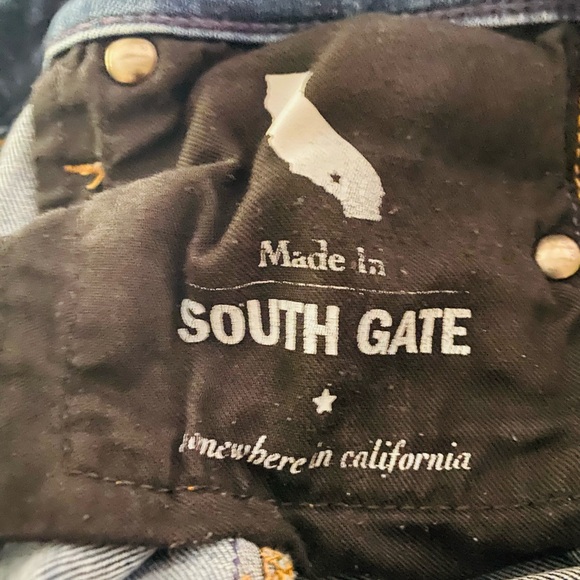 Made in
SOUTH GATE
somewhere in california